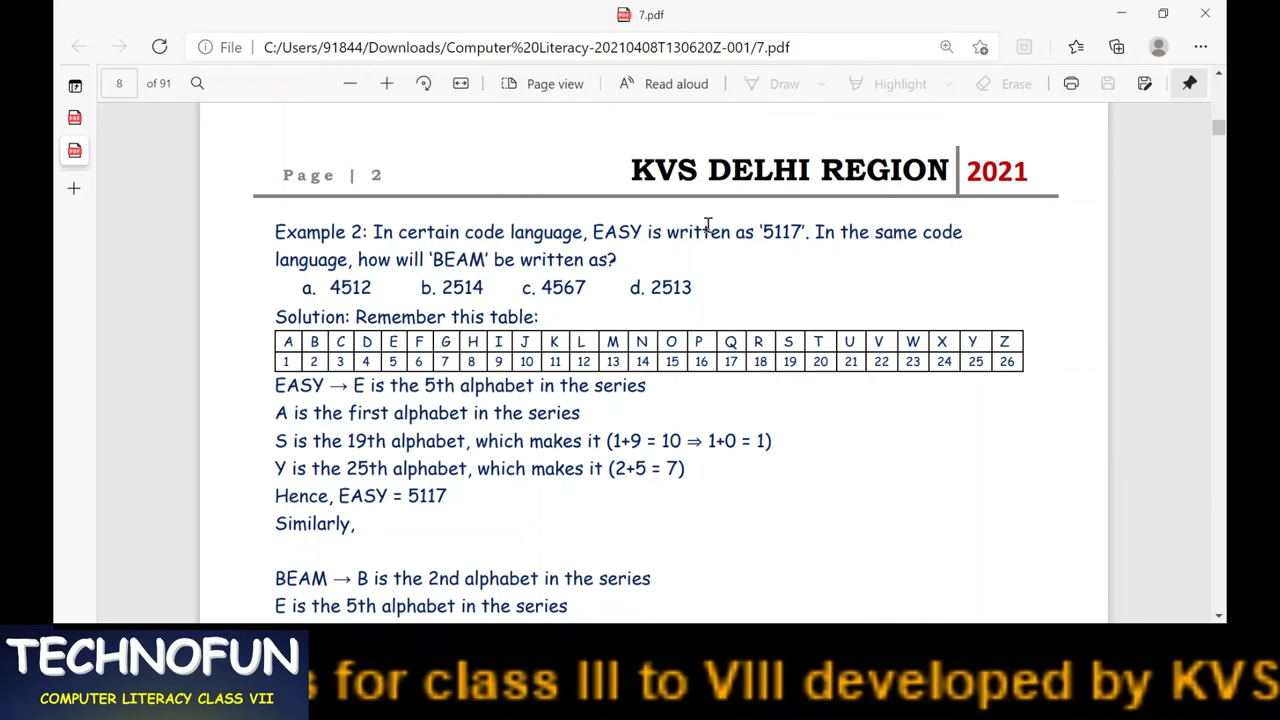 7.pdf
File C:/Users/91844/Downloads/Computer%20Literacy-20210408T130620Z-001/7.pdf
8 of 91 Page view Read aloud Draw Highlight Erase
Page | 2 KVS DELHI REGION 2021
Example 2: In certain code language, EASY is written as ‘5117’. In the same code
language, how will ‘BEAM’ be written as?
a. 4512 b. 2514 c. 4567 d. 2513
Solution: Remember this table:
A B C D E F G H I J K L M N O P Q R S T U V W X Y Z
1 2 3 4 5 6 7 8 9 10 11 12 13 14 15 16 17 18 19 20 21 22 23 24 25 26
EASY → E is the 5th alphabet in the series
A is the first alphabet in the series
S is the 19th alphabet, which makes it (1+9 = 10 ⇒ 1+0 = 1)
Y is the 25th alphabet, which makes it (2+5 = 7)
Hence, EASY = 5117
Similarly,
BEAM → B is the 2nd alphabet in the series
E is the 5th alphabet in the series
TECHNOFUN
COMPUTER LITERACY CLASS VII
s for class III to VIII developed by KVS